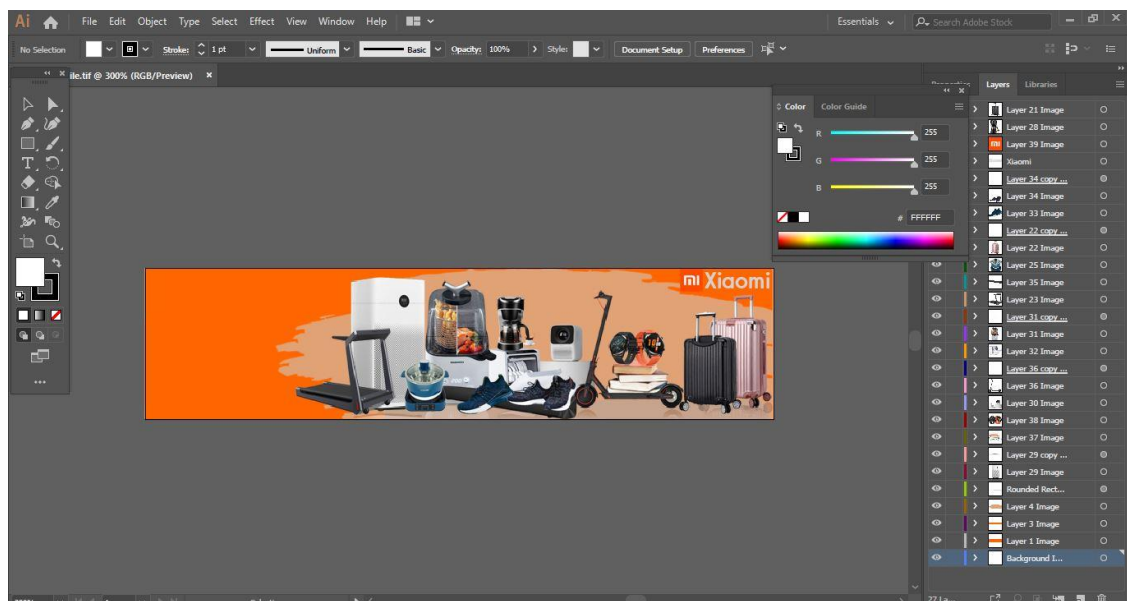 Ai File Edit Object Type Select Effect View Window Help Essentials Search Adobe Stock
No Selection Stroke: 1 pt Uniform Basic Opacity: 100% Style: Document Setup Preferences
ile.tif @ 300% (RGB/Preview) ×
Layers Libraries
Color Color Guide
R 255
G 255
B 255
# FFFFFF
Layer 21 Image
Layer 28 Image
Layer 39 Image
Xiaomi
Layer 34 copy ...
Layer 34 Image
Layer 33 Image
Layer 22 copy ...
Layer 22 Image
Layer 25 Image
Layer 35 Image
Layer 23 Image
Layer 31 copy ...
Layer 31 Image
Layer 32 Image
Layer 36 copy ...
Layer 36 Image
Layer 30 Image
Layer 38 Image
Layer 37 Image
Layer 29 copy ...
Layer 29 Image
Rounded Rect...
Layer 4 Image
Layer 3 Image
Layer 1 Image
Background I...
mi Xiaomi
27 La...